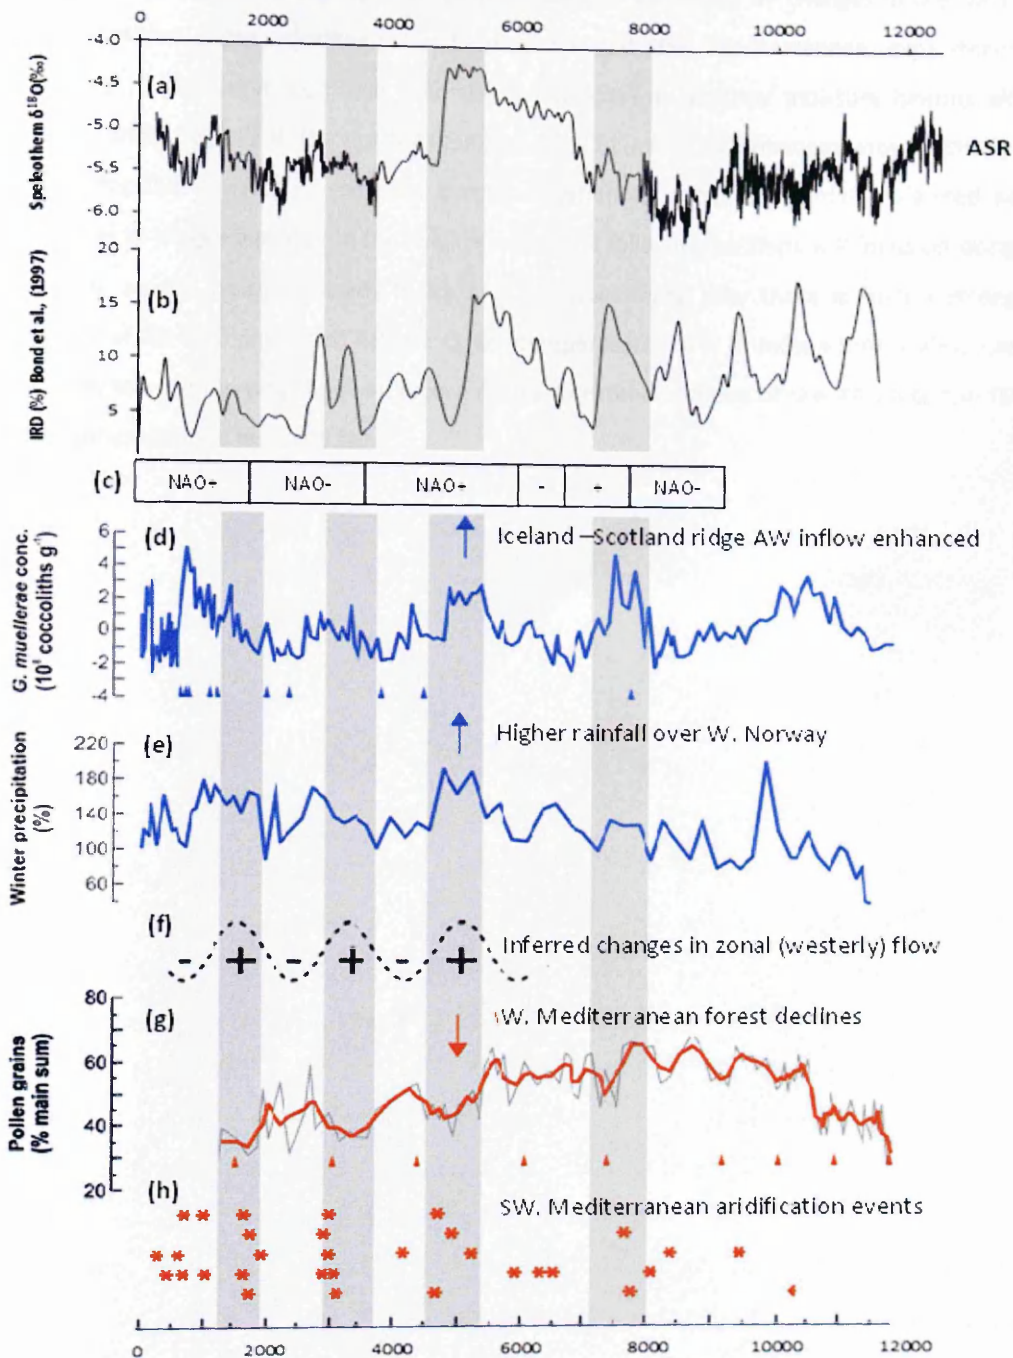 0 2000 4000 6000 8000 10000 12000
-4.0
-4.5
-5.0
-5.5
-6.0
Speleothem δ¹⁸O(‰)
(a)
ASR
20
15
10
5
IRD (%) Bond et al., (1997)
(b)
(c) NAO+ NAO- NAO+ - + NAO-
(d)
Iceland –Scotland ridge AW inflow enhanced
6
4
2
0
-2
-4
G. muellerae conc.
(e)
Higher rainfall over W. Norway
220
180
140
100
60
Winter precipitation
(%)
(f)
- + - + - +
Inferred changes in zonal (westerly) flow
(g)
W. Mediterranean forest declines
80
60
40
20
Pollen grains
(% main sum)
(h)
SW. Mediterranean aridification events
0 2000 4000 6000 8000 10000 12000